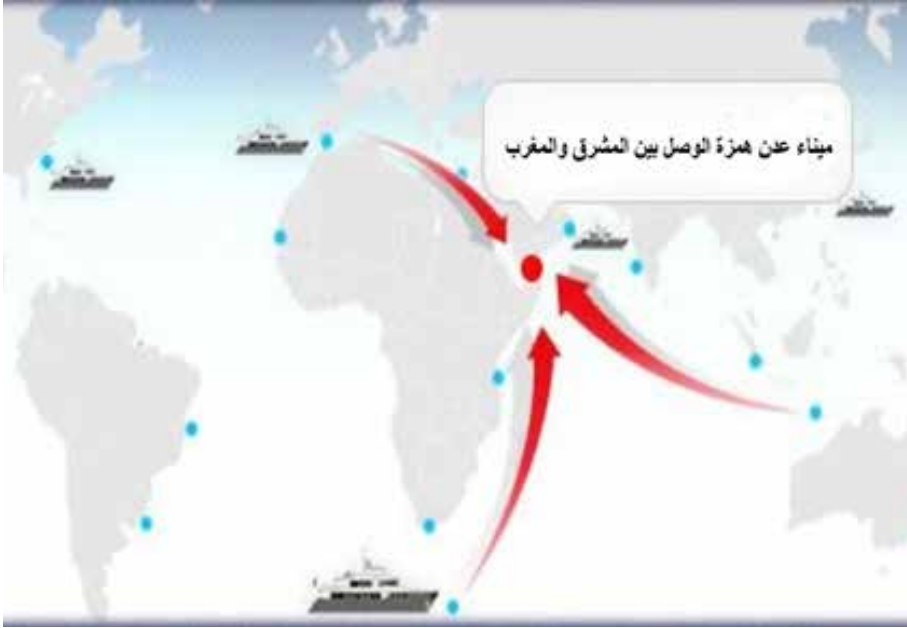 ميناء عدن همزة الوصل بين المشرق والمغرب